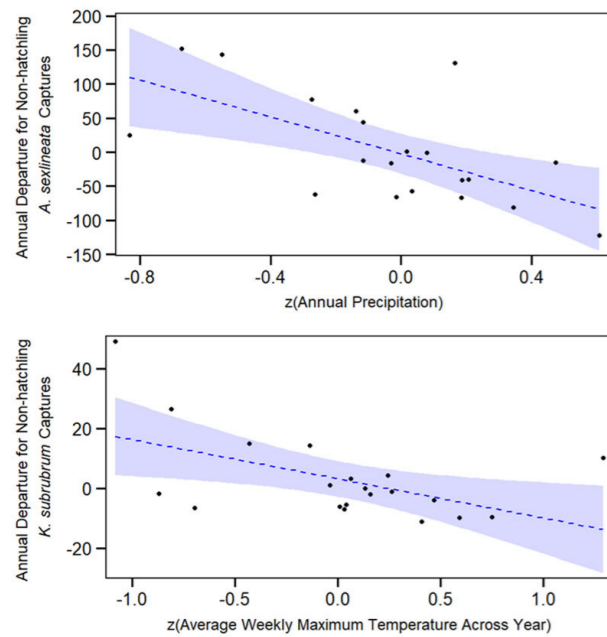 Annual Departure for Non-hatchling
A. sexlineata Captures
200
150
100
50
0
-50
-100
-150
-0.8 -0.4 0.0 0.4
z(Annual Precipitation)
Annual Departure for Non-hatchling
K. subrubrum Captures
40
20
0
-20
-1.0 -0.5 0.0 0.5 1.0
z(Average Weekly Maximum Temperature Across Year)